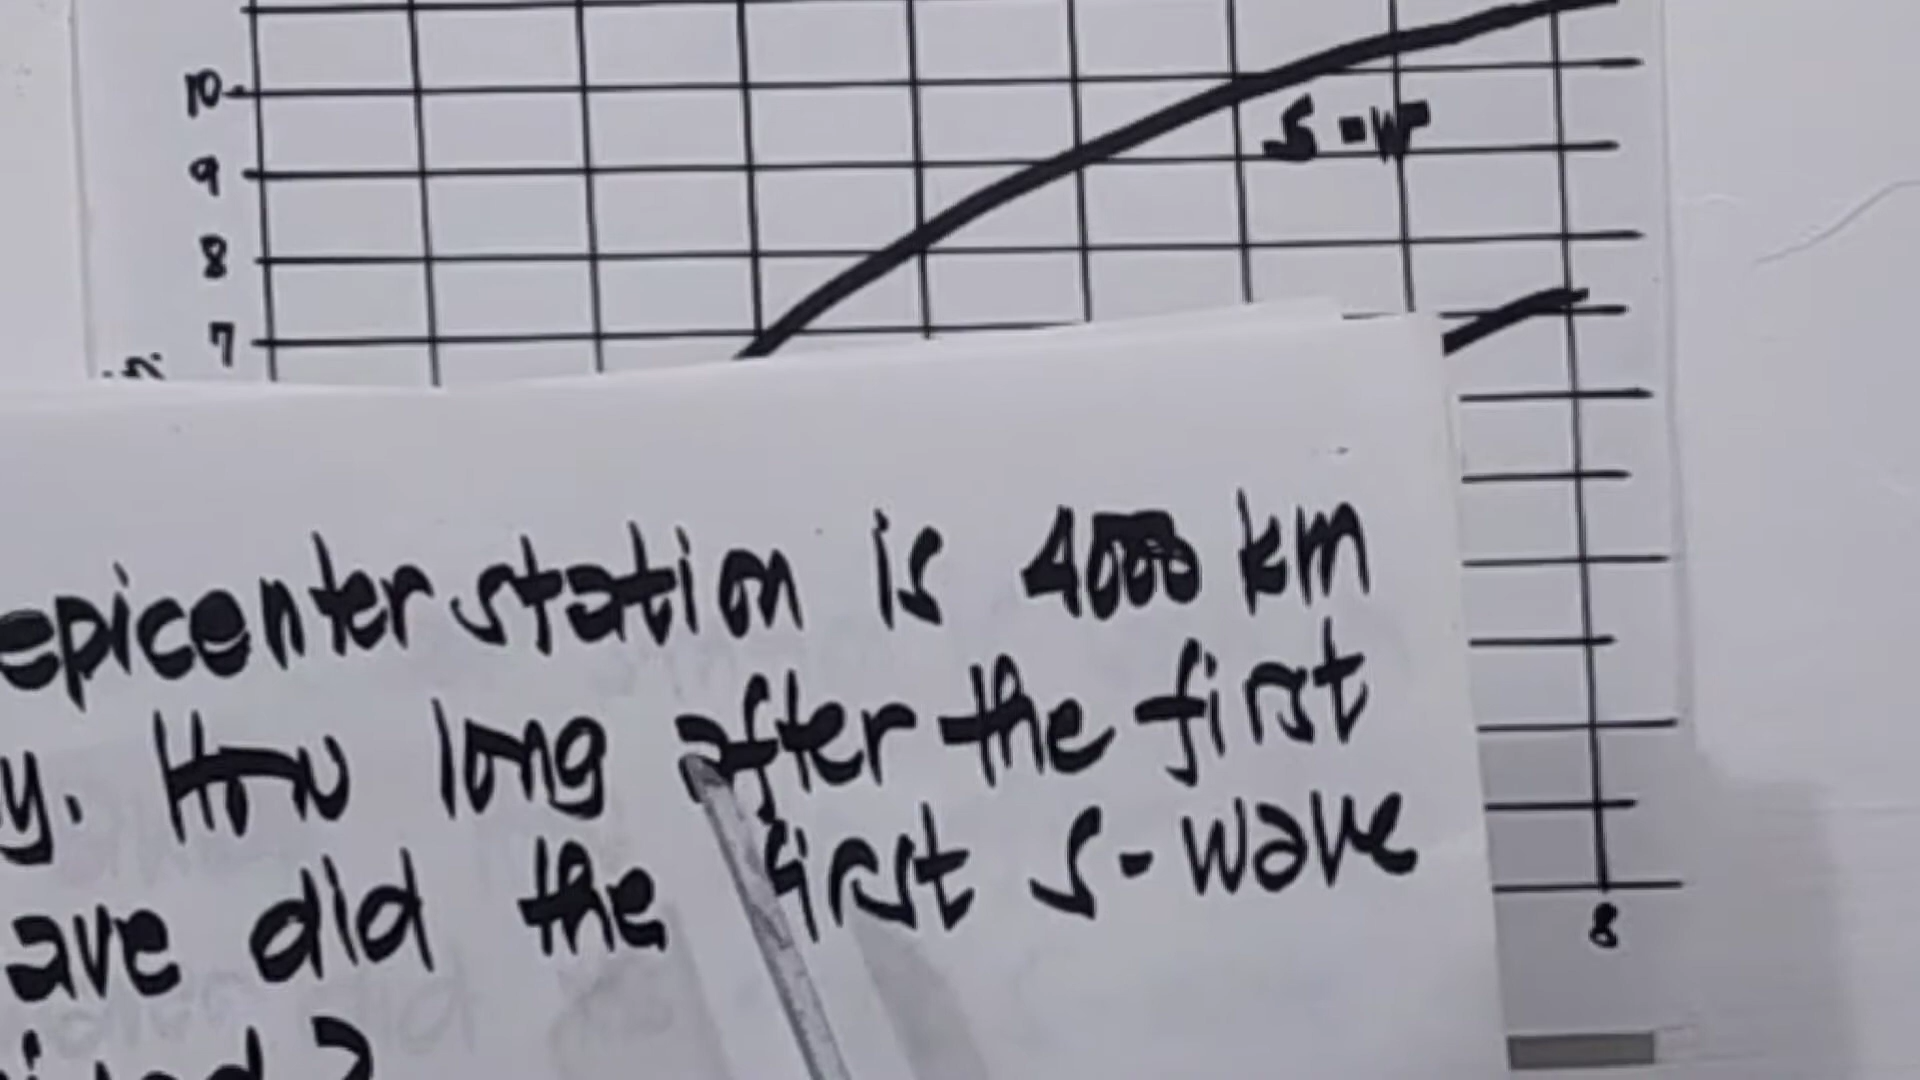 10
9
S-W
8
7
epicenter station is 4000 km
y. How long after the first
ave did the first S-wave
8